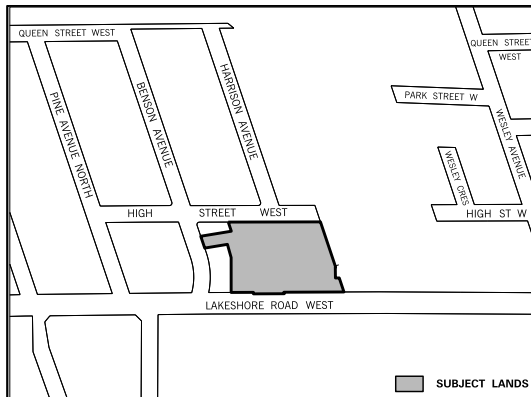 QUEEN STREET WEST
QUEEN STREET
WEST
PINE AVENUE NORTH
BENSON AVENUE
HARRISON AVENUE
PARK STREET W
WESLEY AVENUE
WESLEY CRES
HIGH STREET WEST
HIGH ST W
LAKESHORE ROAD WEST
SUBJECT LANDS